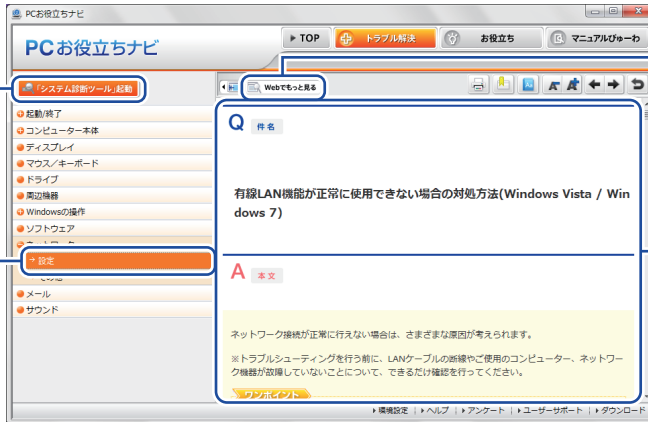 PCお役立ちナビ
PCお役立ちナビ
TOP
トラブル解決
お役立ち
マニュアルびゅーわ
「システム診断ツール」起動
Webでもっと見る
起動/終了
コンピューター本体
ディスプレイ
マウス/キーボード
ドライブ
周辺機器
Windowsの操作
ソフトウェア
設定
メール
サウンド
Q 件名
有線LAN機能が正常に使用できない場合の対処方法(Windows Vista / Win
dows 7)
A 本文
ネットワーク接続が正常に行えない場合は、さまざまな原因が考えられます。
※トラブルシューティングを行う前に、LANケーブルの断線やご使用のコンピューター、ネットワー
ク機器が故障していないことについて、できるだけ確認を行ってください。
ワンポイント
環境設定 | ヘルプ | アンケート | ユーザーサポート | ダウンロード